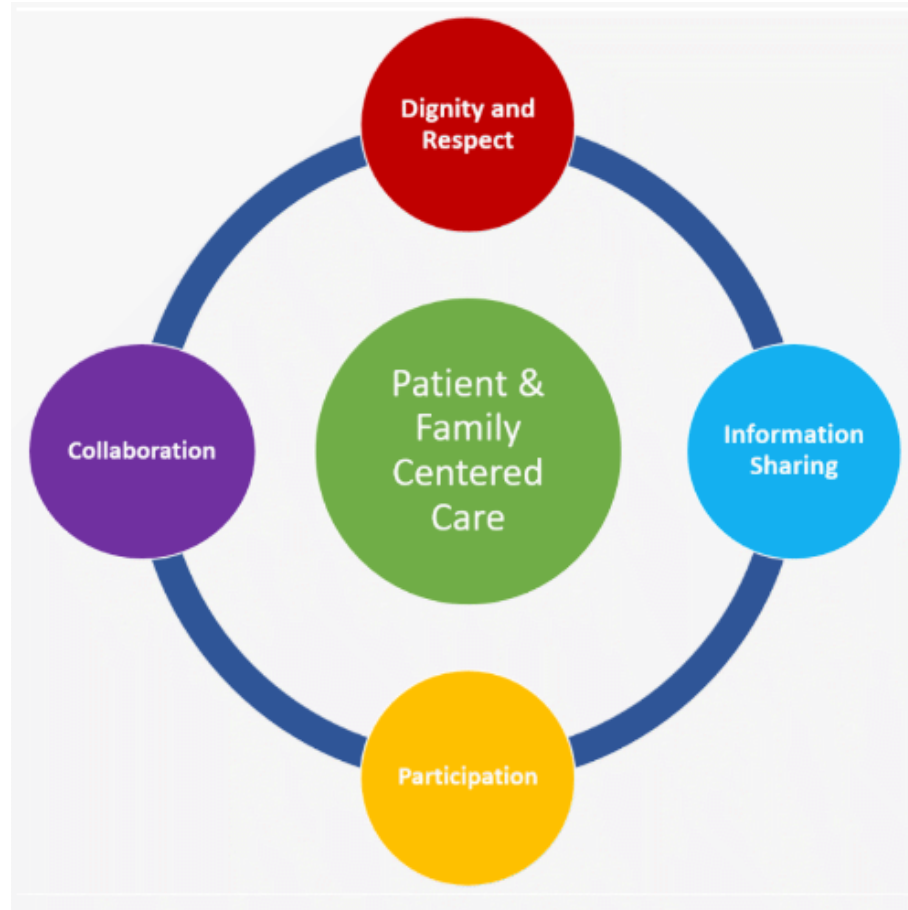 Dignity and
Respect
Patient &
Family
Centered
Care
Collaboration
Information
Sharing
Participation